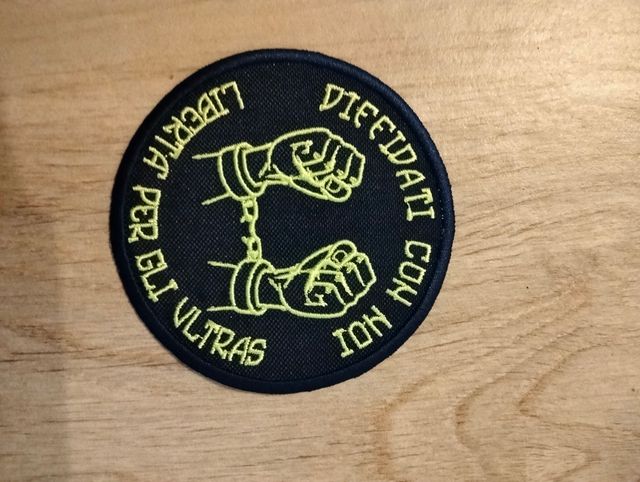 DIFFIDATI CON NOI
LIBERTA' PER GLI ULTRAS